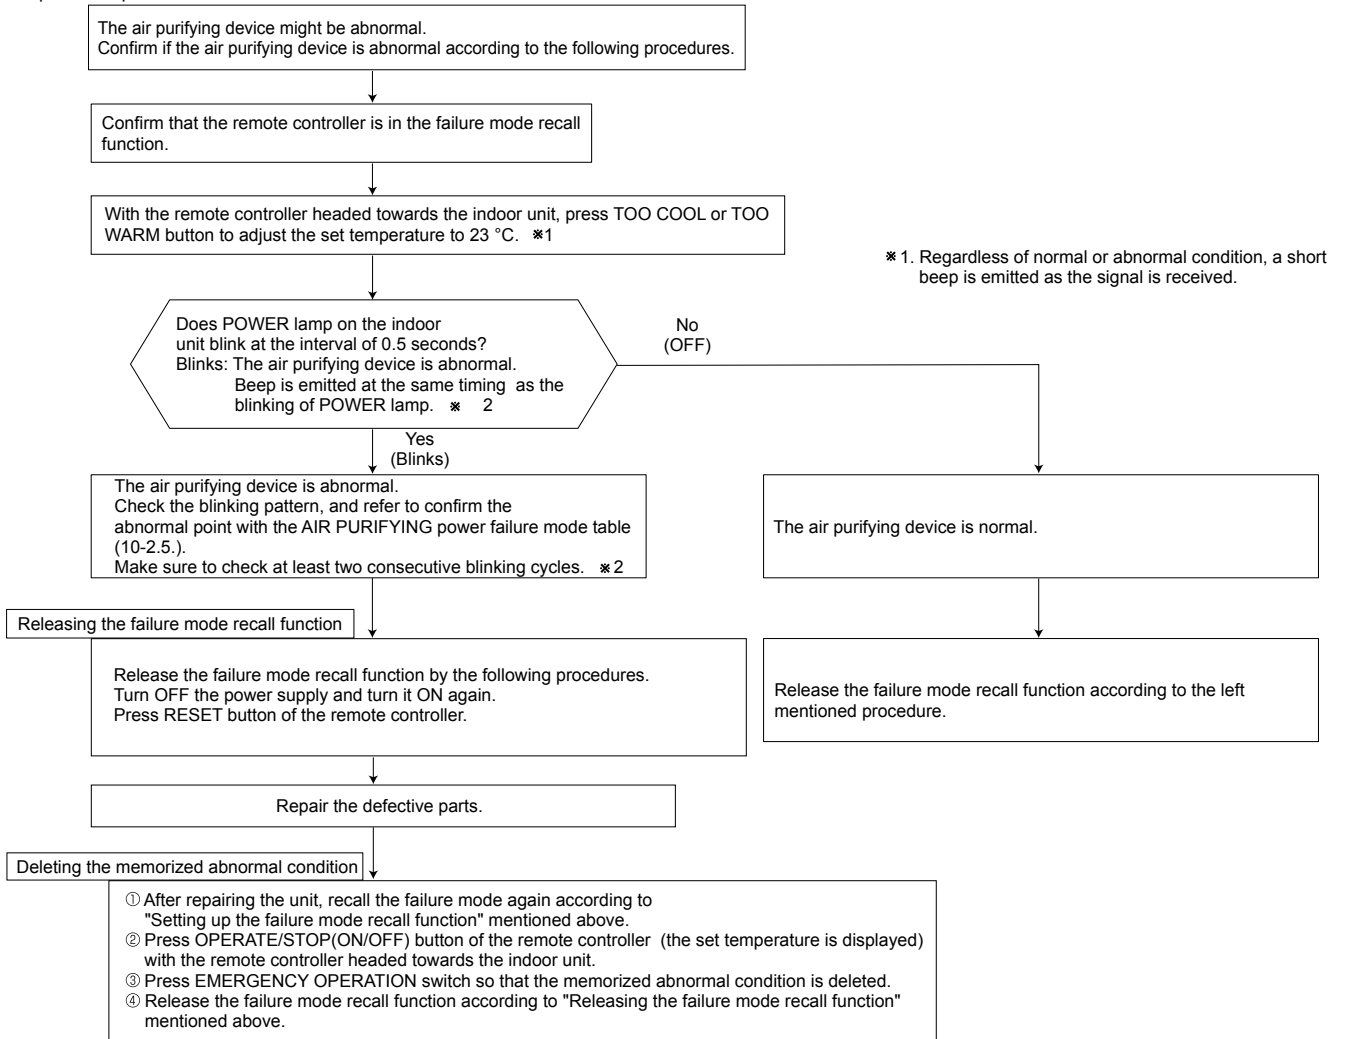 The air purifying device might be abnormal.
Confirm if the air purifying device is abnormal according to the following procedures.
Confirm that the remote controller is in the failure mode recall
function.
With the remote controller headed towards the indoor unit, press TOO COOL or TOO
WARM button to adjust the set temperature to 23 °C. ※1
※1. Regardless of normal or abnormal condition, a short
beep is emitted as the signal is received.
Does POWER lamp on the indoor
unit blink at the interval of 0.5 seconds?
Blinks: The air purifying device is abnormal.
Beep is emitted at the same timing as the
blinking of POWER lamp. ※ 2
No
(OFF)
Yes
(Blinks)
The air purifying device is abnormal.
Check the blinking pattern, and refer to confirm the
abnormal point with the AIR PURIFYING power failure mode table
(10-2.5.).
Make sure to check at least two consecutive blinking cycles. ※2
The air purifying device is normal.
Releasing the failure mode recall function
Release the failure mode recall function by the following procedures.
Turn OFF the power supply and turn it ON again.
Press RESET button of the remote controller.
Release the failure mode recall function according to the left
mentioned procedure.
Repair the defective parts.
Deleting the memorized abnormal condition
① After repairing the unit, recall the failure mode again according to
"Setting up the failure mode recall function" mentioned above.
② Press OPERATE/STOP(ON/OFF) button of the remote controller (the set temperature is displayed)
with the remote controller headed towards the indoor unit.
③ Press EMERGENCY OPERATION switch so that the memorized abnormal condition is deleted.
④ Release the failure mode recall function according to "Releasing the failure mode recall function"
mentioned above.